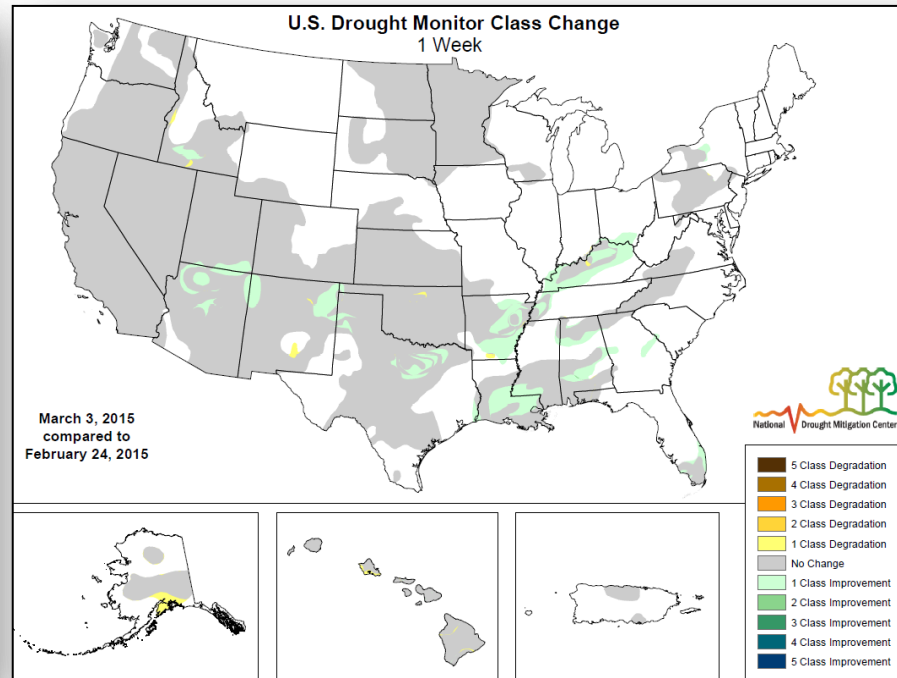 U.S. Drought Monitor Class Change
1 Week
March 3, 2015
compared to
February 24, 2015
National Drought Mitigation Center
5 Class Degradation
4 Class Degradation
3 Class Degradation
2 Class Degradation
1 Class Degradation
No Change
1 Class Improvement
2 Class Improvement
3 Class Improvement
4 Class Improvement
5 Class Improvement